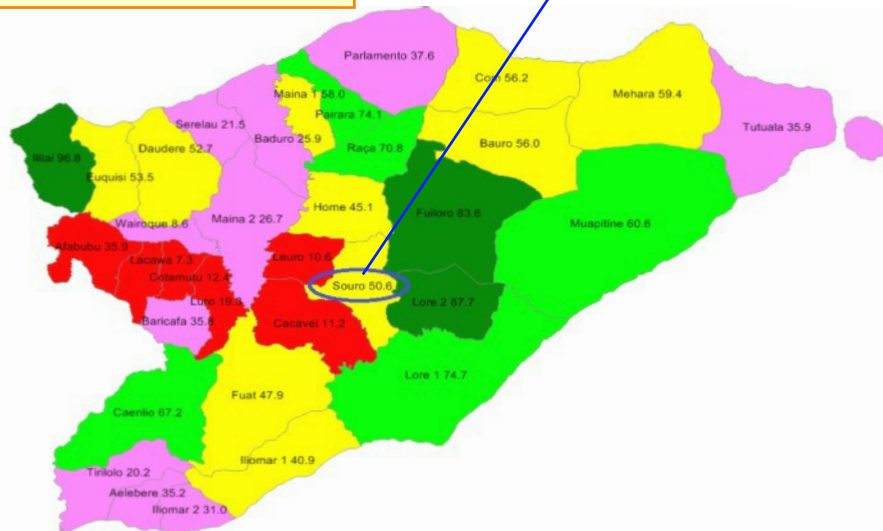 Parlamento 37.6
Com 56.2
Mehara 59.4
Maina 1 58.0
Pairara 74.1
Serelau 21.5
Baduro 25.9
Tutuala 35.9
Daudere 52.7
Raça 70.8
Bauro 56.0
Euquisi 53.5
Home 45.1
Fuiloro 83.6
Maina 2 26.7
Muapitine 60.6
Wairoque 8.6
Afabubu 35.9
Lacawa 7.3
Leuro 10.6
Cotamutu 12.4
Souro 50.6
Luro 19.3
Lore 2 87.7
Baricafa 35.8
Cacavei 11.2
Lore 1 74.7
Fuat 47.9
Caenlio 67.2
Iliomar 1 40.9
Tirilolo 20.2
Aelebere 35.2
Iliomar 2 31.0